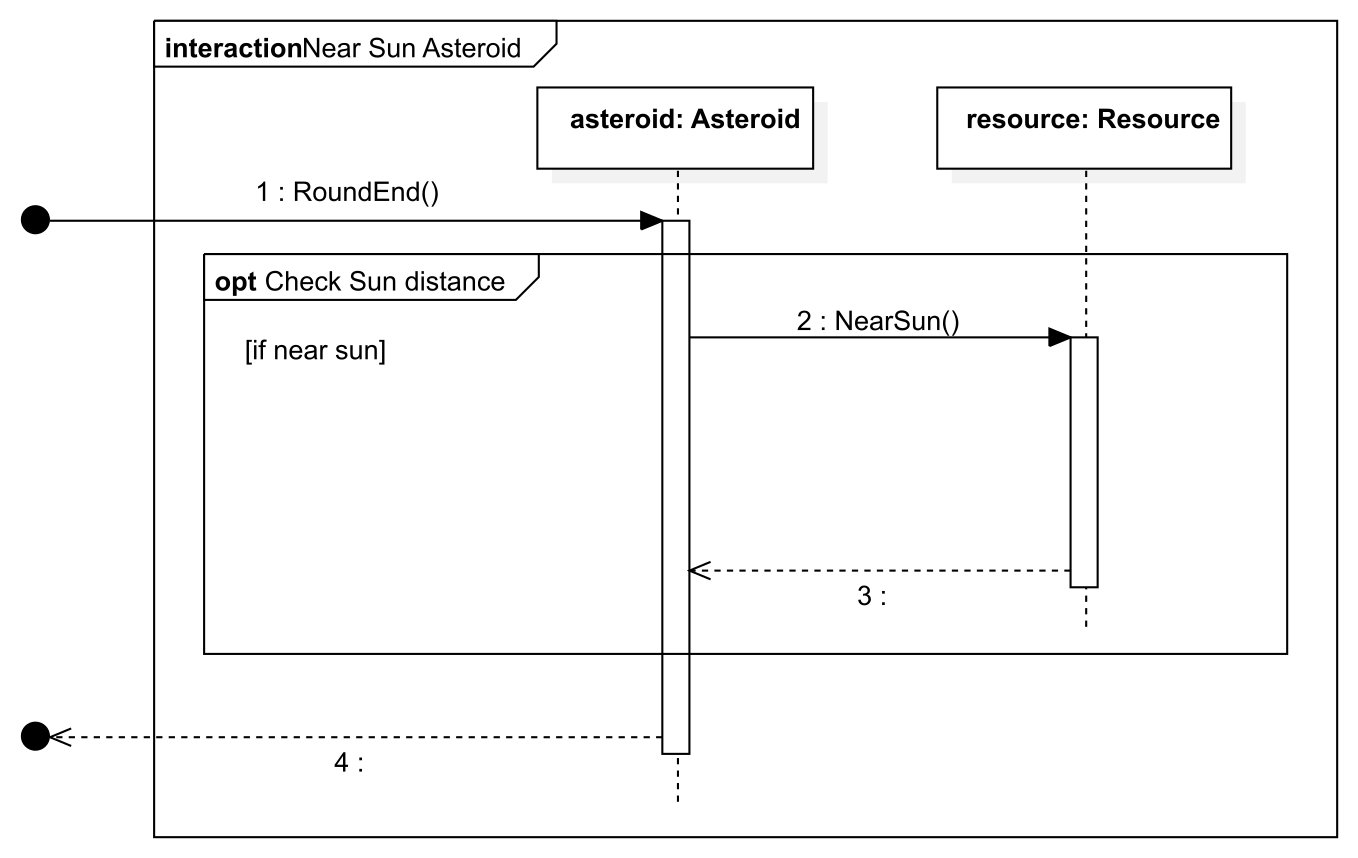 interactionNear Sun Asteroid
asteroid: Asteroid
resource: Resource
1 : RoundEnd()
opt Check Sun distance
2 : NearSun()
[if near sun]
3 :
4 :